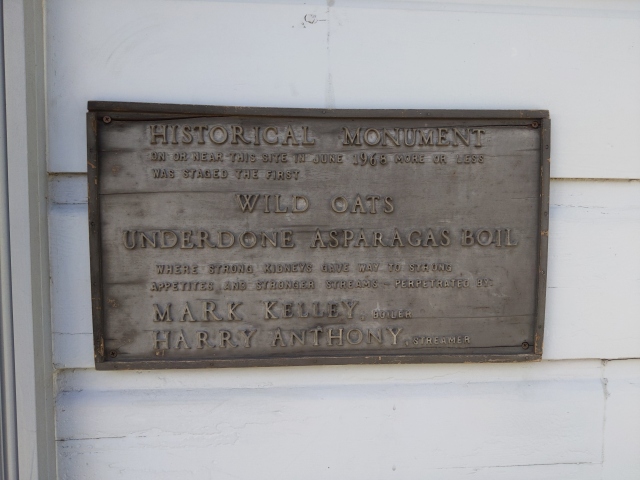 HISTORICAL MONUMENT
ON OR NEAR THIS SITE IN JUNE 1968 MORE OR LESS
WAS STAGED THE FIRST
WILD OATS
UNDERDONE ASPARAGAS BOIL
WHERE STRONG KIDNEYS GAVE WAY TO STRONG
APPETITES AND STRONGER STREAMS - PERPETRATED BY:
MARK KELLEY, BOILER
HARRY ANTHONY, STREAMER